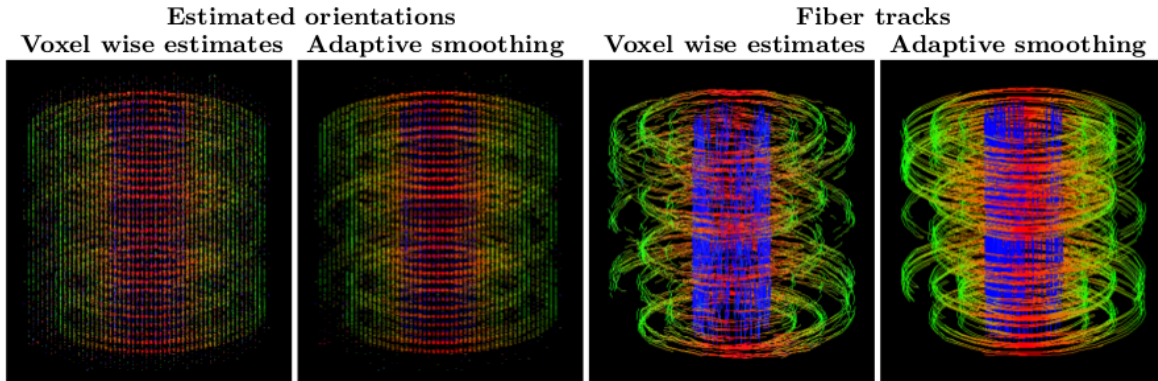 Estimated orientations
Fiber tracks
Voxel wise estimates
Adaptive smoothing
Voxel wise estimates
Adaptive smoothing